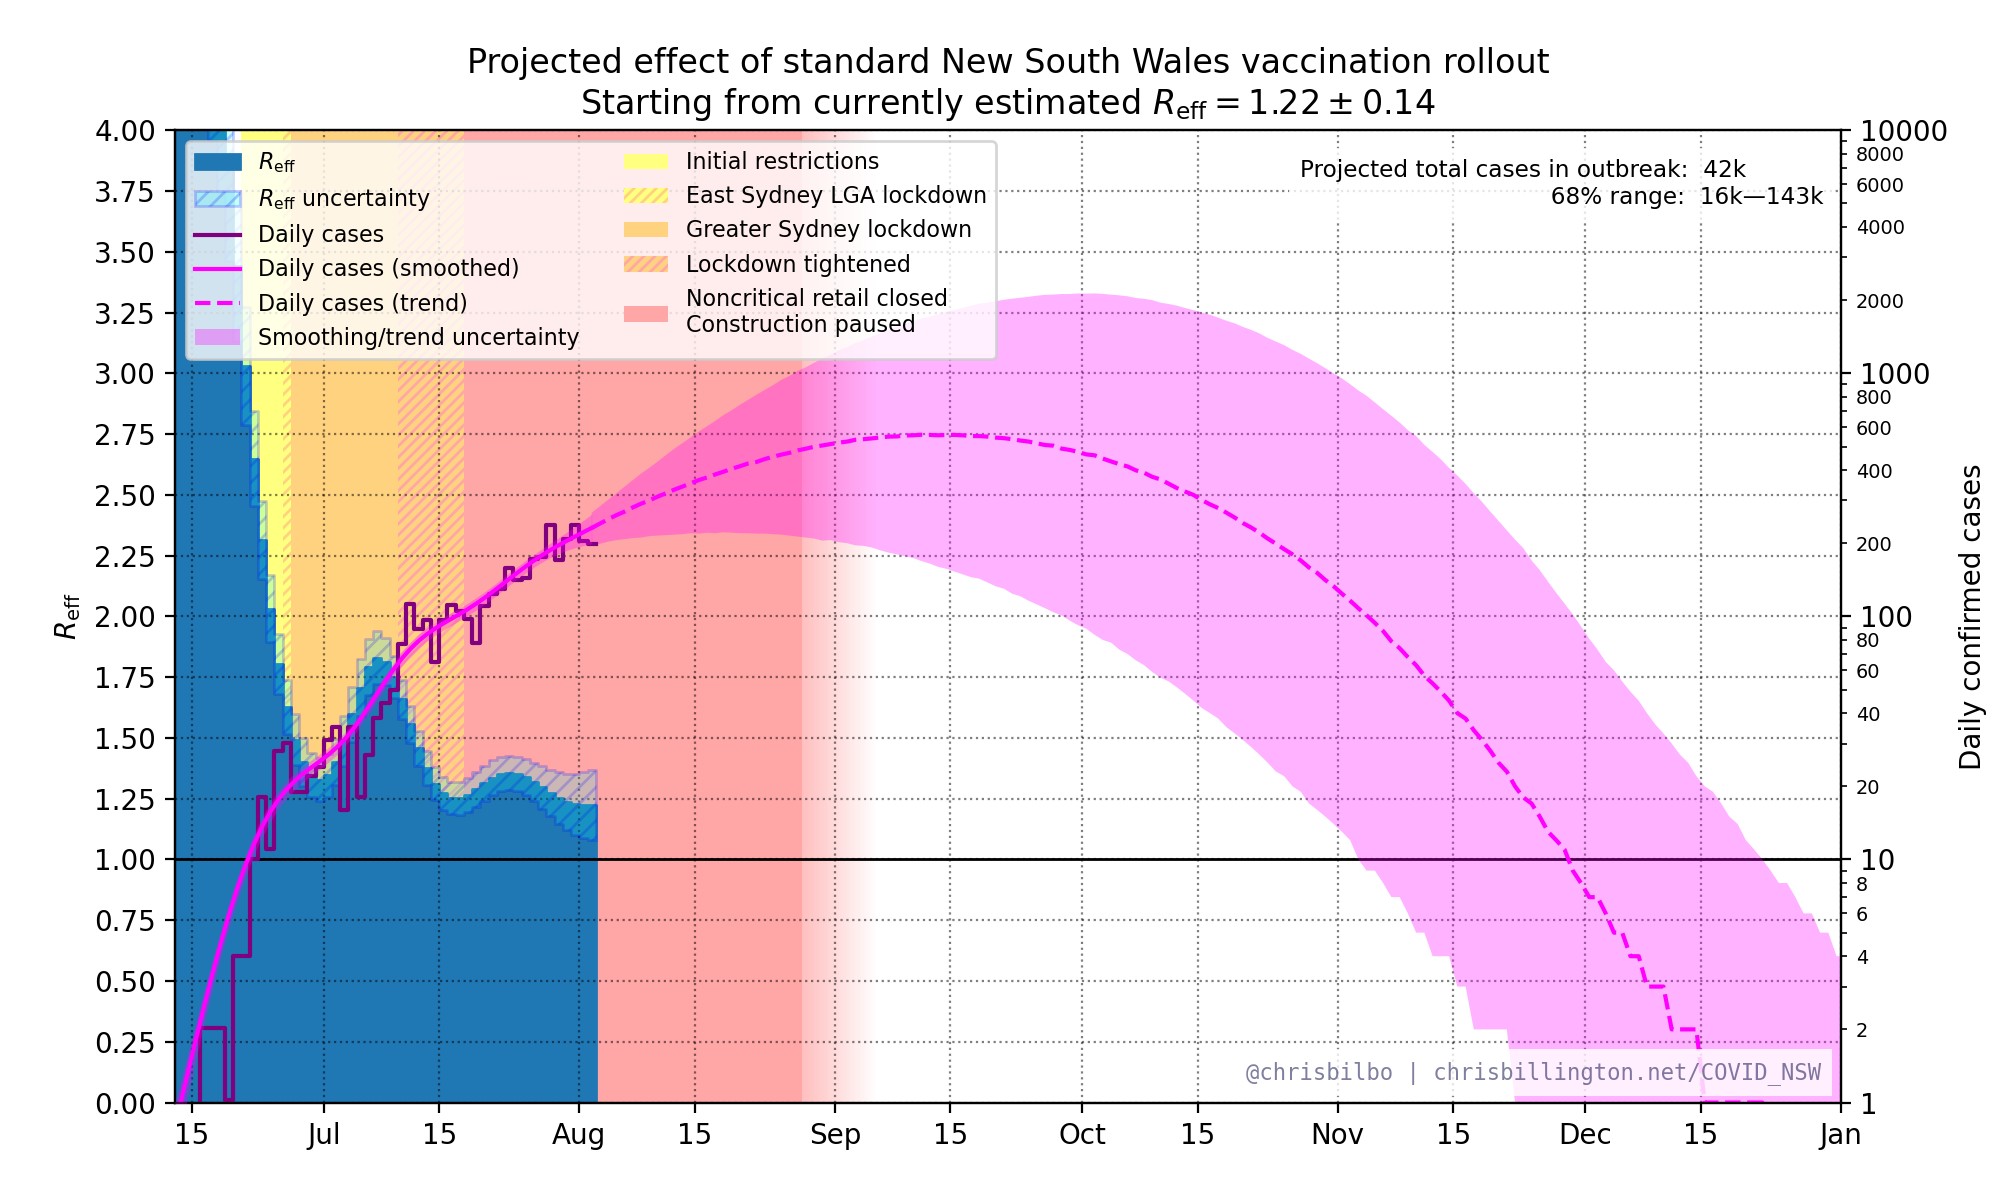 Projected effect of standard New South Wales vaccination rollout
Starting from currently estimated Reff = 1.22 ± 0.14
Reff
Reff uncertainty
Daily cases
Daily cases (smoothed)
Daily cases (trend)
Smoothing/trend uncertainty
Initial restrictions
East Sydney LGA lockdown
Greater Sydney lockdown
Lockdown tightened
Noncritical retail closed
Construction paused
Projected total cases in outbreak: 42k
68% range: 16k—143k
4.00
3.75
3.50
3.25
3.00
2.75
2.50
2.25
2.00
1.75
1.50
1.25
1.00
0.75
0.50
0.25
0.00
Reff
10000
8000
6000
4000
2000
1000
800
600
400
200
100
80
60
40
20
10
8
6
4
2
1
Daily confirmed cases
@chrisbilbo | chrisbillington.net/COVID_NSW
15 Jul 15 Aug 15 Sep 15 Oct 15 Nov 15 Dec 15 Jan